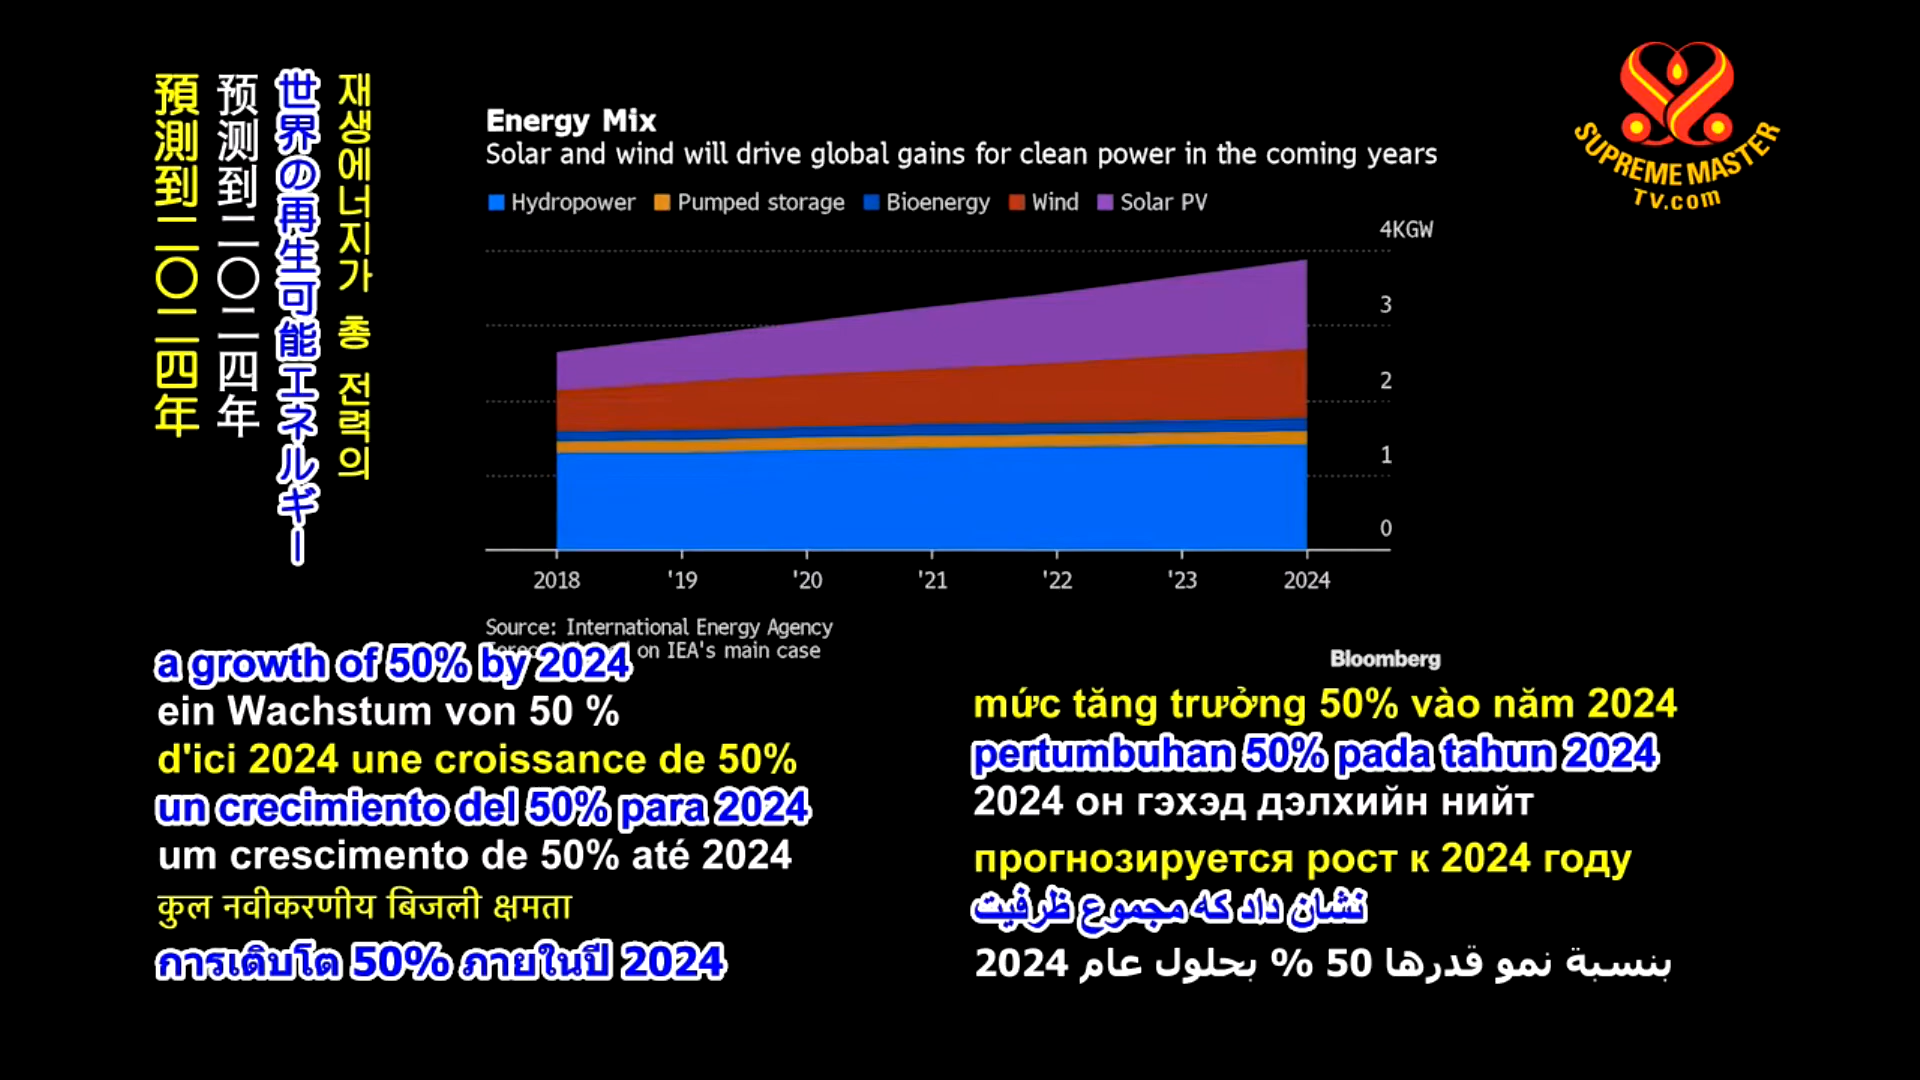 預測到二〇二四年
预测到二〇二四年
世界の再生可能エネルギー
재생에너지가 총 전력의
Energy Mix
Solar and wind will drive global gains for clean power in the coming years
Hydropower Pumped storage Bioenergy Wind Solar PV
4KGW
3
2
1
0
2018 '19 '20 '21 '22 '23 2024
Source: International Energy Agency
on IEA's main case
Bloomberg
SUPREME MASTER
TV.com
a growth of 50% by 2024
ein Wachstum von 50 %
d'ici 2024 une croissance de 50%
un crecimiento del 50% para 2024
um crescimento de 50% até 2024
कुल नवीकरणीय बिजली क्षमता
การเติบโต 50% ภายในปี 2024
mức tăng trưởng 50% vào năm 2024
pertumbuhan 50% pada tahun 2024
2024 он гэхэд дэлхийн нийт
прогнозируется рост к 2024 году
نشان داد که مجموع ظرفیت
بنسبة نمو قدرها 50 % بحلول عام 2024